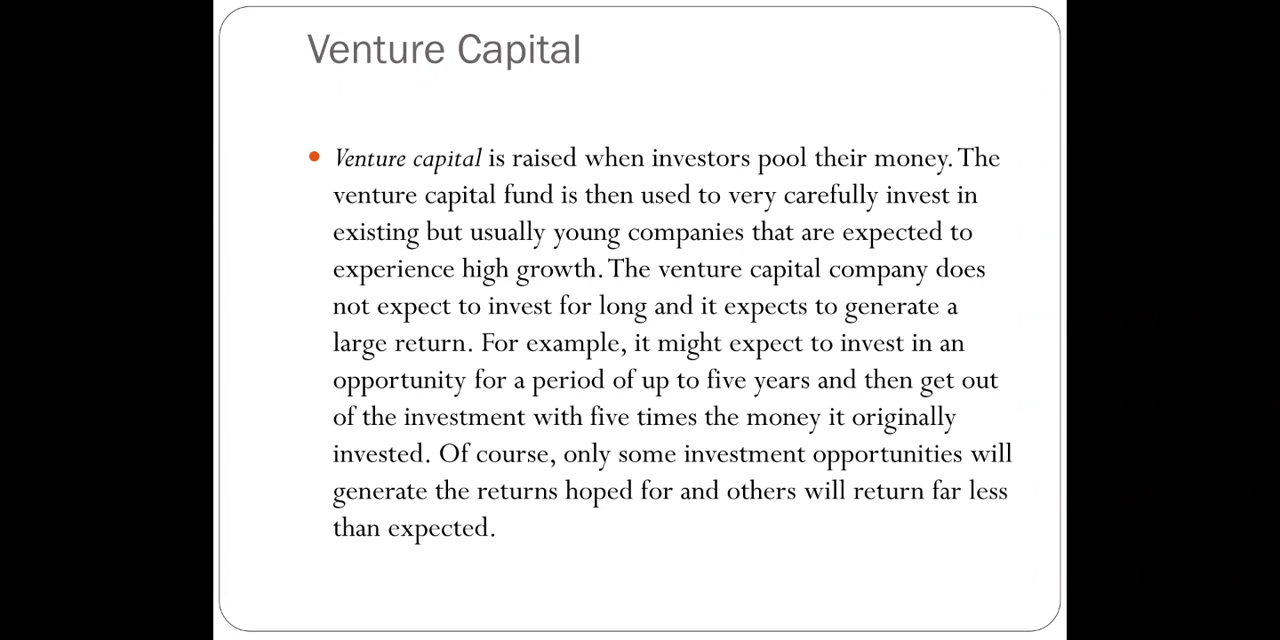 Venture Capital
• Venture capital is raised when investors pool their money. The
venture capital fund is then used to very carefully invest in
existing but usually young companies that are expected to
experience high growth. The venture capital company does
not expect to invest for long and it expects to generate a
large return. For example, it might expect to invest in an
opportunity for a period of up to five years and then get out
of the investment with five times the money it originally
invested. Of course, only some investment opportunities will
generate the returns hoped for and others will return far less
than expected.